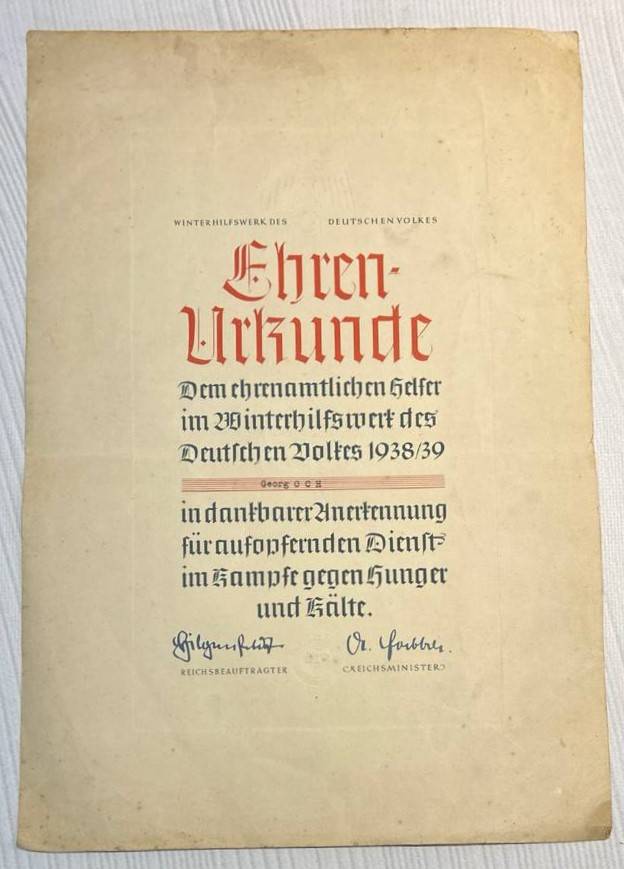 WINTERHILFSWERK DES DEUTSCHEN VOLKES
Ehren-
Urkunde
Dem ehrenamtlichen Helfer
im Winterhilfswerk des
Deutschen Volkes 1938/39
Georg O C H
in dankbarer Anerkennung
für aufopfernden Dienst
im Kampfe gegen Hunger
und Kälte.
Hilgenfeldt Dr. Goebbels.
REICHSBEAUFTRAGTER REICHSMINISTER